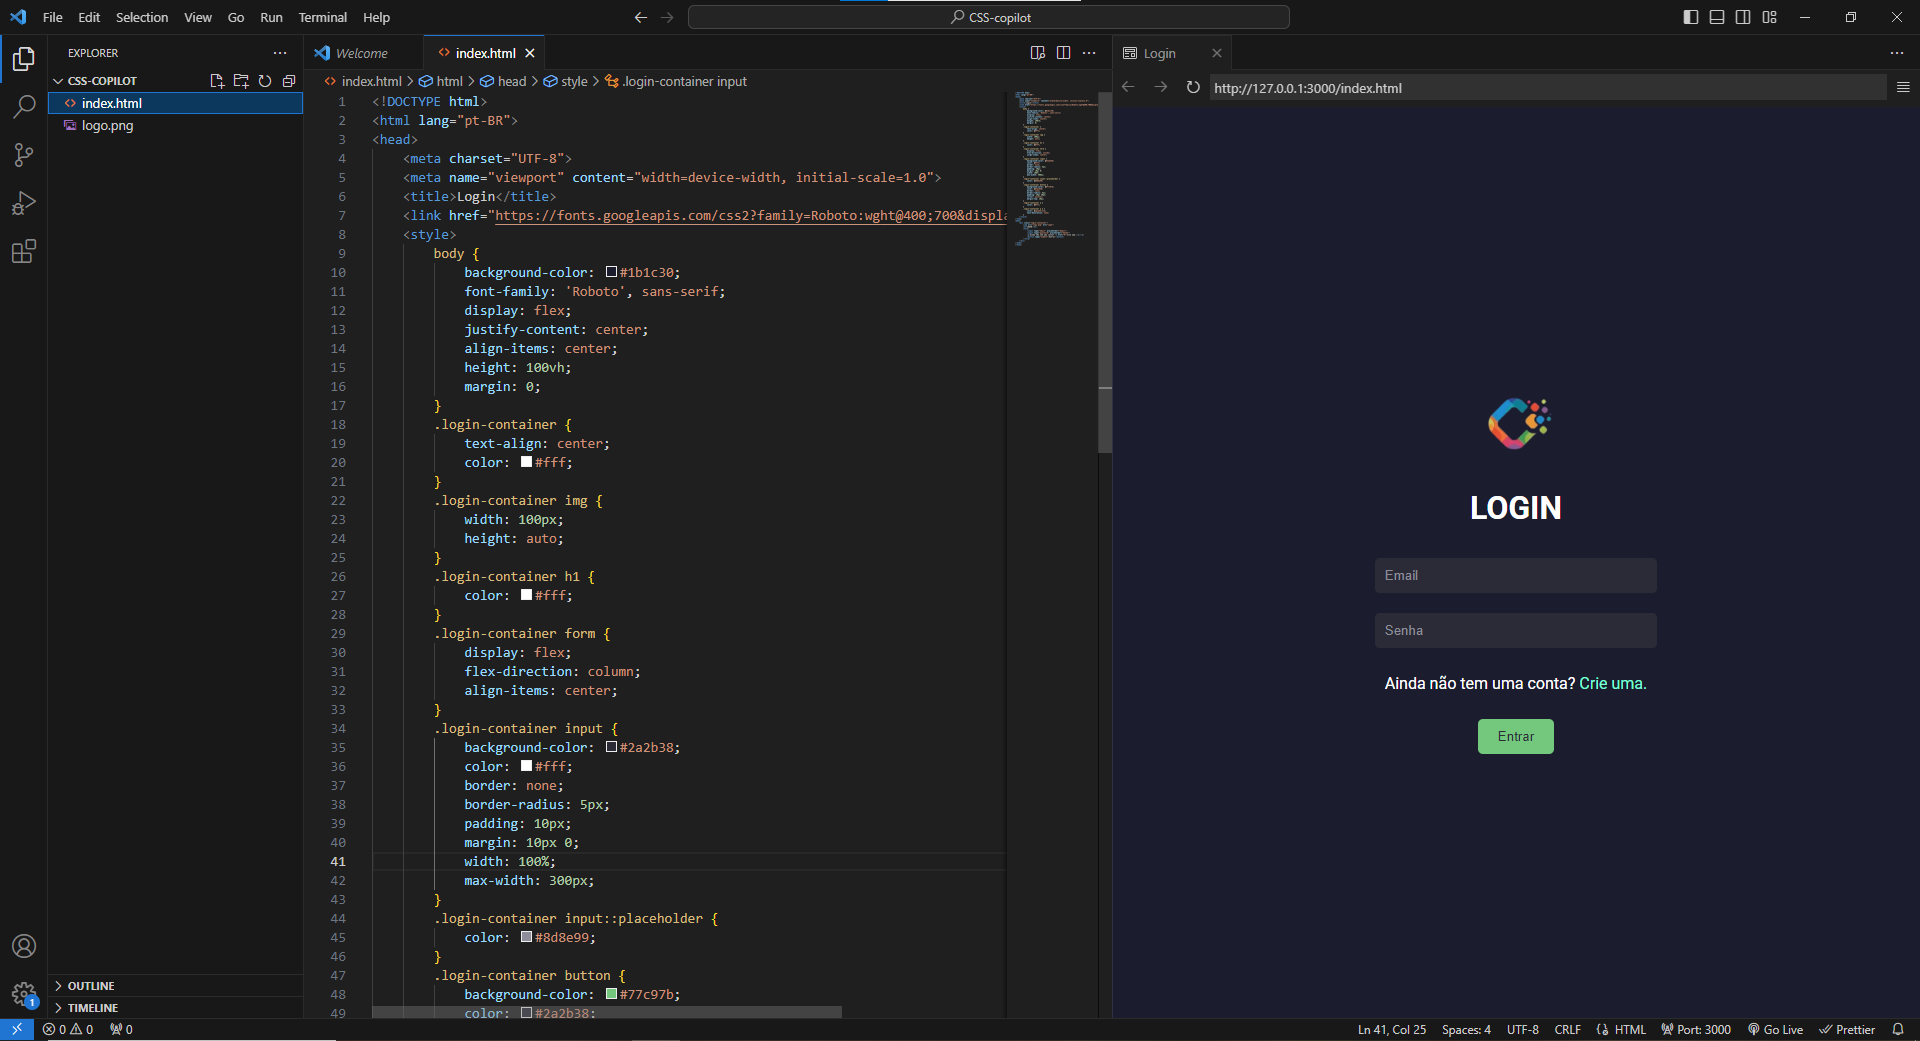 File Edit Selection View Go Run Terminal Help
CSS-copilot
EXPLORER
CSS-COPILOT
index.html
logo.png
OUTLINE
TIMELINE
Welcome
index.html
index.html > html > head > style > .login-container input
1 <!DOCTYPE html>
2 <html lang="pt-BR">
3 <head>
4 <meta charset="UTF-8">
5 <meta name="viewport" content="width=device-width, initial-scale=1.0">
6 <title>Login</title>
7 <link href="https://fonts.googleapis.com/css2?family=Roboto:wght@400;700&displa
8 <style>
9 body {
10 background-color: #1b1c30;
11 font-family: 'Roboto', sans-serif;
12 display: flex;
13 justify-content: center;
14 align-items: center;
15 height: 100vh;
16 margin: 0;
17 }
18 .login-container {
19 text-align: center;
20 color: #fff;
21 }
22 .login-container img {
23 width: 100px;
24 height: auto;
25 }
26 .login-container h1 {
27 color: #fff;
28 }
29 .login-container form {
30 display: flex;
31 flex-direction: column;
32 align-items: center;
33 }
34 .login-container input {
35 background-color: #2a2b38;
36 color: #fff;
37 border: none;
38 border-radius: 5px;
39 padding: 10px;
40 margin: 10px 0;
41 width: 100%;
42 max-width: 300px;
43 }
44 .login-container input::placeholder {
45 color: #8d8e99;
46 }
47 .login-container button {
48 background-color: #77c97b;
49 color: #2a2b38;
Login
http://127.0.0.1:3000/index.html
LOGIN
Email
Senha
Ainda não tem uma conta? Crie uma.
Entrar
1
0 0 0
Ln 41, Col 25 Spaces: 4 UTF-8 CRLF HTML Port: 3000 Go Live Prettier